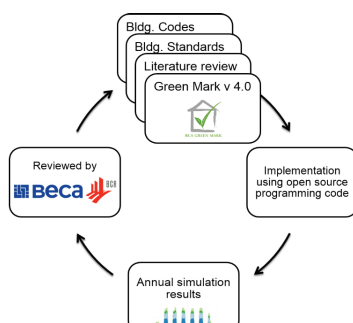 Bldg. Codes
Bldg. Standards
Literature review
Green Mark v 4.0
BCA GREEN MARK
Reviewed by
Beca
BCA
Implementation
using open source
programming code
Annual simulation
results